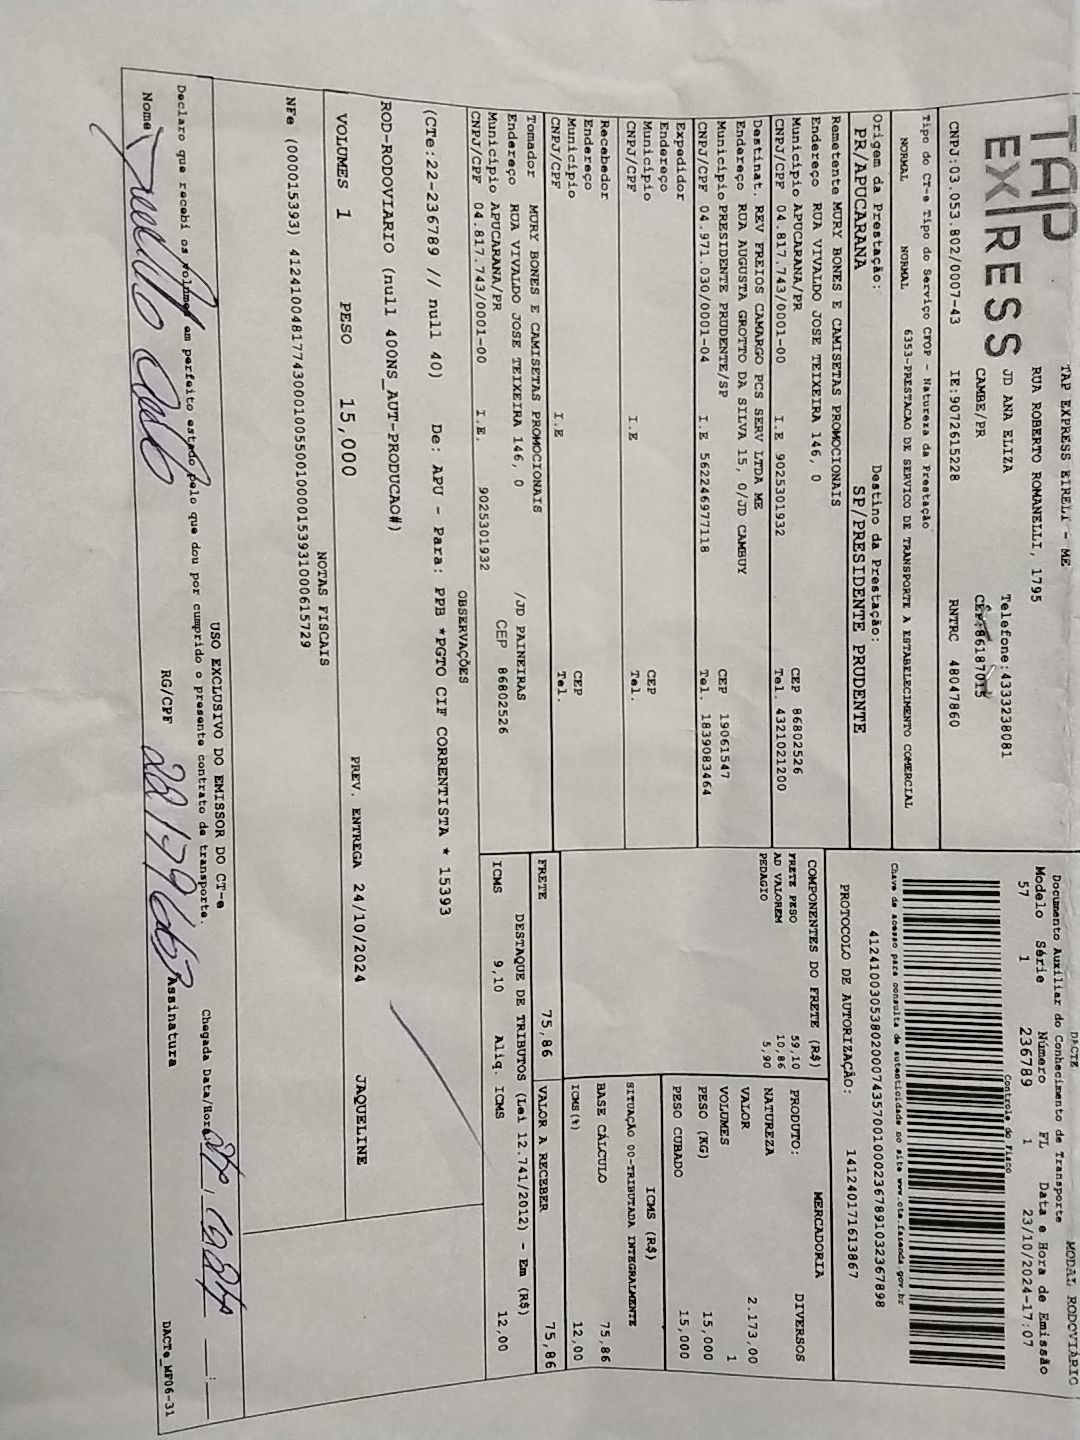 TAP EXPRESS
TAP EXPRESS EIRELI - ME
RUA ROBERTO ROMANELLI, 1795
JD ANA ELIZA Telefone:4333238081
CAMBE/PR CEP:86187015
CNPJ:03.053.802/0007-43 IE:9072615228 RNTRC 48047860
DACTE MODAL RODOVIÁRIO
Documento Auxiliar do Conhecimento de Transporte
Modelo Série Número FL Data e Hora de Emissão
57 1 236789 1 23/10/2024-17:07
Controle do Fisco
41241003053802000743570010002367891032367898
Chave de acesso para consulta de autenticidade no site www.cte.fazenda.gov.br
PROTOCOLO DE AUTORIZAÇÃO: 141240171613867
Tipo do CT-e Tipo do Serviço CFOP - Natureza da Prestação
NORMAL NORMAL 6353-PRESTACAO DE SERVICO DE TRANSPORTE A ESTABELECIMENTO COMERCIAL
Origem da Prestação: Destino da Prestação:
PR/APUCARANA SP/PRESIDENTE PRUDENTE
Remetente MURY BONES E CAMISETAS PROMOCIONAIS
Endereço RUA VIVALDO JOSE TEIXEIRA 146, 0
Município APUCARANA/PR CEP 86802526
CNPJ/CPF 04.817.743/0001-00 I.E 9025301932 Tel. 4321021200
Destinat. REV FREIOS CAMARGO PCS SERV LTDA ME
Endereço RUA AUGUSTA GROTTO DA SILVA 15, 0/JD CAMBUY
Município PRESIDENTE PRUDENTE/SP CEP 19061547
CNPJ/CPF 04.971.030/0001-04 I.E 562246977118 Tel. 1839083464
Expedidor
Endereço
Município CEP
CNPJ/CPF I.E Tel.
Recebedor
Endereço
Município CEP
CNPJ/CPF I.E Tel.
Tomador MURY BONES E CAMISETAS PROMOCIONAIS
Endereço RUA VIVALDO JOSE TEIXEIRA 146, 0 /JD PAINEIRAS
Município APUCARANA/PR CEP 86802526
CNPJ/CPF 04.817.743/0001-00 I.E. 9025301932
COMPONENTES DO FRETE (R$)
FRETE PESO 59,10
AD VALOREM 10,86
PEDAGIO 5,90
MERCADORIA
PRODUTO: DIVERSOS
NATUREZA
VALOR 2.173,00
VOLUMES 1
PESO (KG) 15,000
PESO CUBADO 15,000
ICMS (R$)
SITUAÇÃO 00-TRIBUTADA INTEGRALMENTE
BASE CÁLCULO 75,86
ICMS(%) 12,00
FRETE 75,86 VALOR A RECEBER 75,86
DESTAQUE DE TRIBUTOS (Lei 12.741/2012) - Em (R$)
ICMS 9,10 Aliq. ICMS 12,00
OBSERVAÇÕES
(CTe:22-236789 // null 40) De: APU - Para: PPB *PGTO CIF CORRENTISTA * 15393
ROD-RODOVIARIO (null 40ONS_AUT-PRODUCAO#)
VOLUMES 1 PESO 15,000 PREV. ENTREGA 24/10/2024 JAQUELINE
NOTAS FISCAIS
NFe (000015393) 41241004817743000100550010000153931000615729
USO EXCLUSIVO DO EMISSOR DO CT-e
Declaro que recebi os volumes em perfeito estado pelo que dou por cumprido o presente contrato de transporte.
Chegada Data/Hora
Nome RG/CPF Assinatura
DACTe_MF06-31